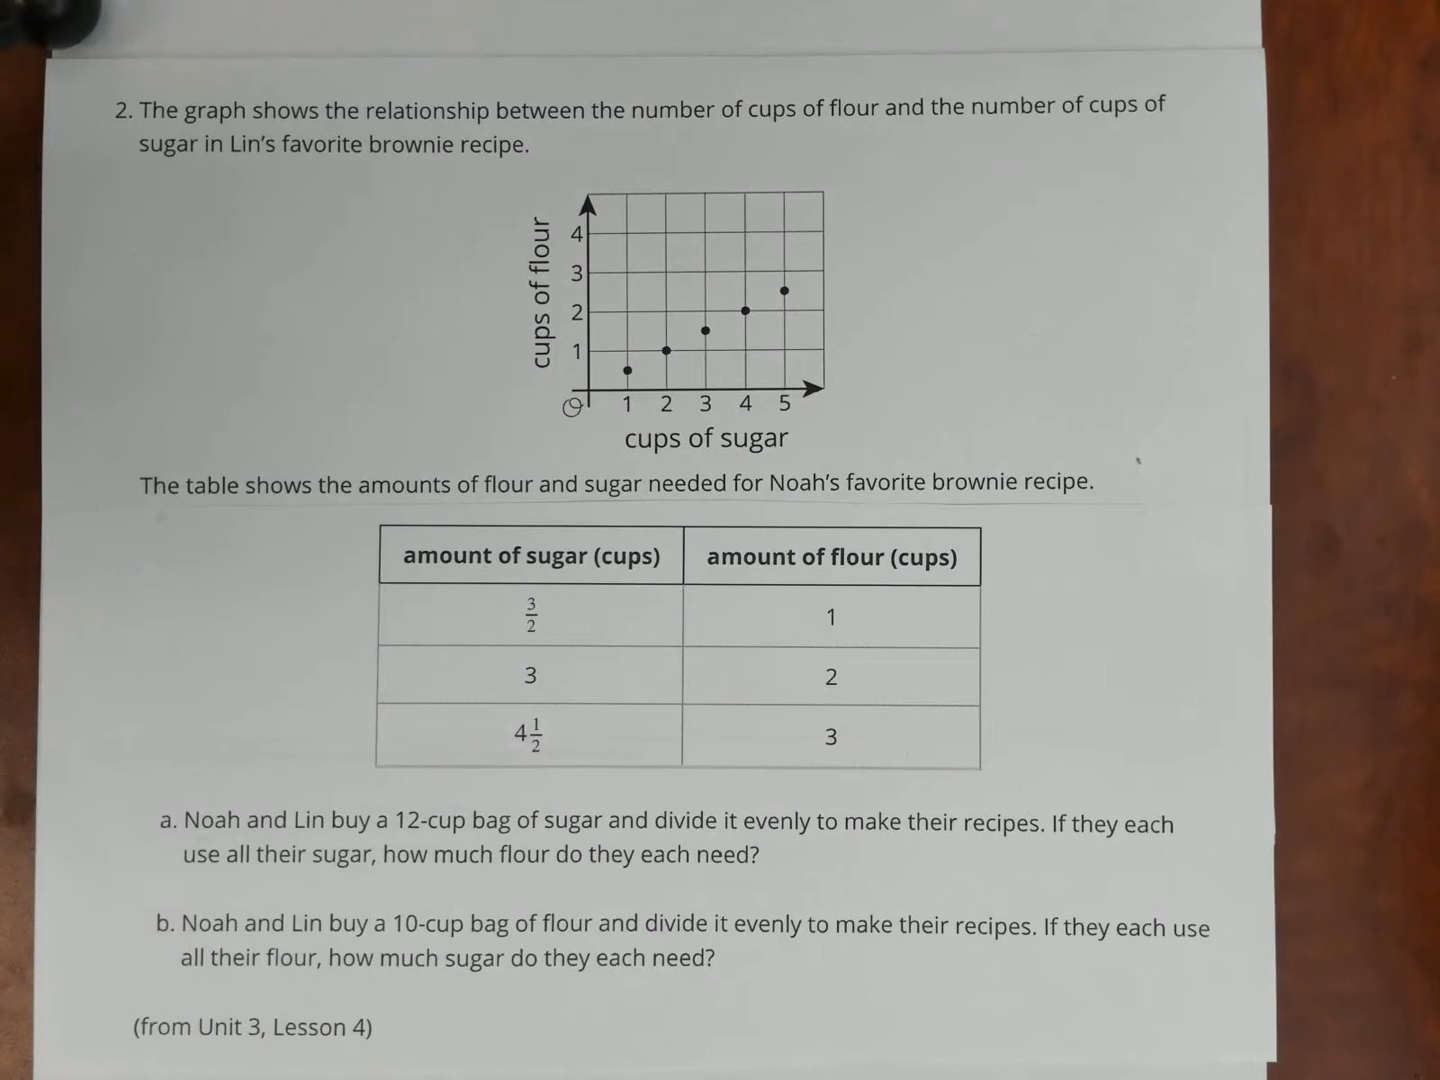 2. The graph shows the relationship between the number of cups of flour and the number of cups of
sugar in Lin's favorite brownie recipe.
cups of flour
4
3
2
1
O
1 2 3 4 5
cups of sugar
The table shows the amounts of flour and sugar needed for Noah's favorite brownie recipe.
amount of sugar (cups) amount of flour (cups)
3/2 1
3 2
4 1/2 3
a. Noah and Lin buy a 12-cup bag of sugar and divide it evenly to make their recipes. If they each
use all their sugar, how much flour do they each need?
b. Noah and Lin buy a 10-cup bag of flour and divide it evenly to make their recipes. If they each use
all their flour, how much sugar do they each need?
(from Unit 3, Lesson 4)